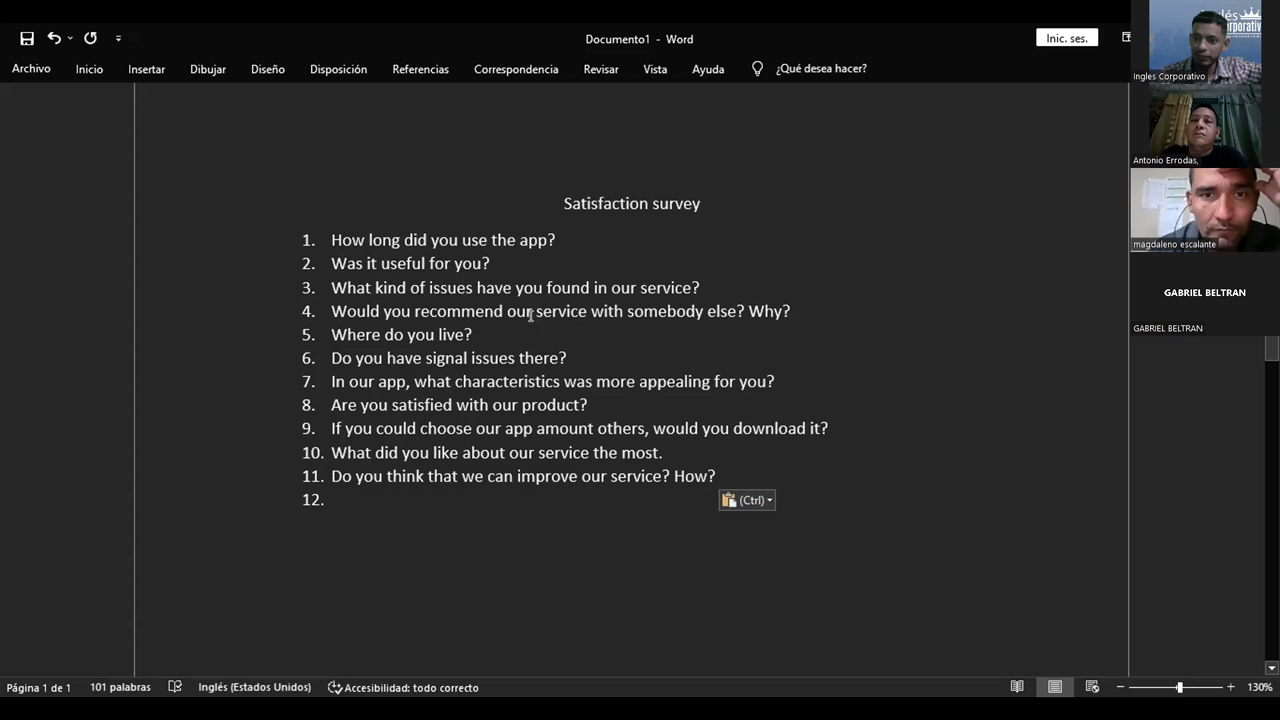 Documento1 - Word
Inic. ses.
Archivo Inicio Insertar Dibujar Diseño Disposición Referencias Correspondencia Revisar Vista Ayuda ¿Qué desea hacer?
Ingles Corporativo
Antonio Errodas,
magdaleno escalante
GABRIEL BELTRAN
GABRIEL BELTRAN
Satisfaction survey
1. How long did you use the app?
2. Was it useful for you?
3. What kind of issues have you found in our service?
4. Would you recommend our service with somebody else? Why?
5. Where do you live?
6. Do you have signal issues there?
7. In our app, what characteristics was more appealing for you?
8. Are you satisfied with our product?
9. If you could choose our app amount others, would you download it?
10. What did you like about our service the most.
11. Do you think that we can improve our service? How?
12.
(Ctrl)
Página 1 de 1 101 palabras Inglés (Estados Unidos) Accesibilidad: todo correcto 130%